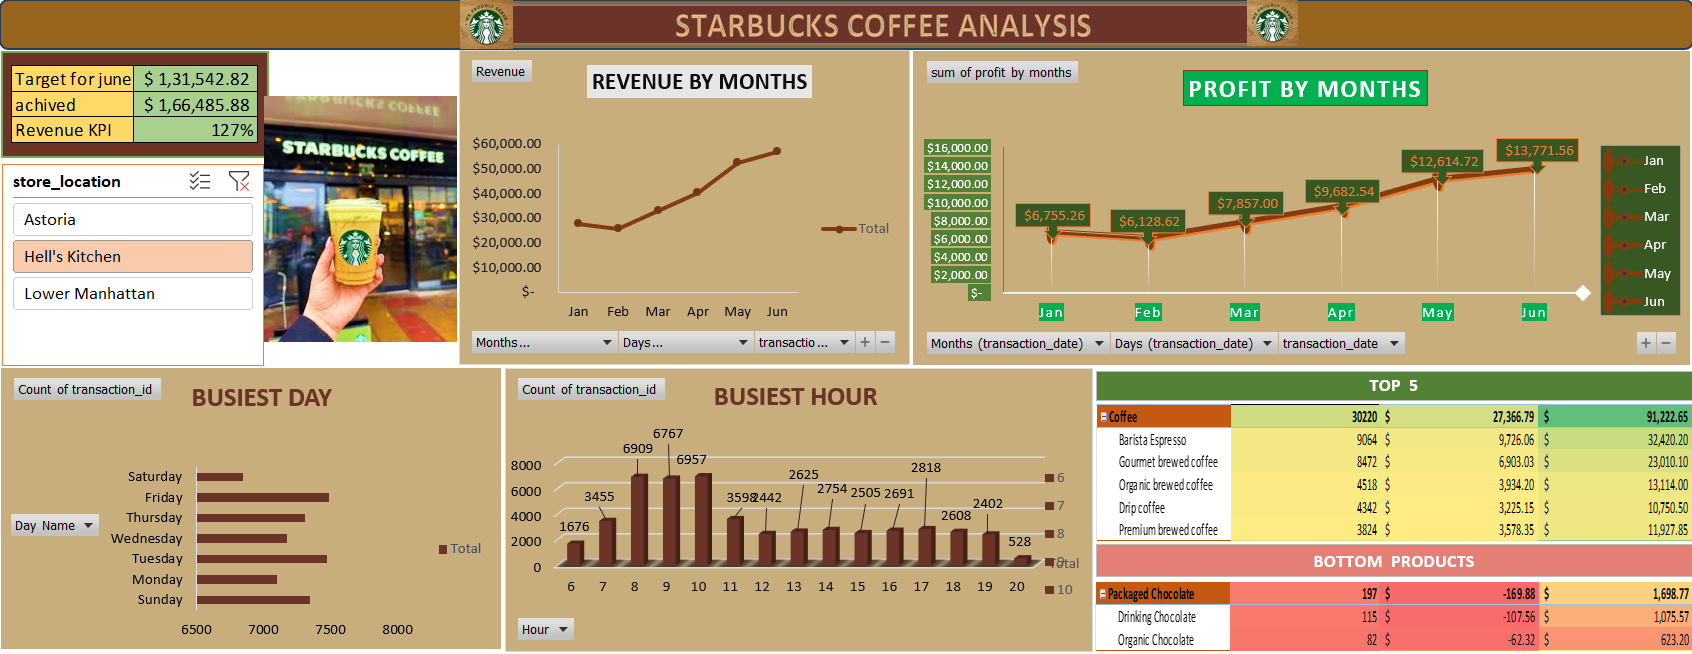 STARBUCKS COFFEE ANALYSIS
Target for june $ 1,31,542.82
achived $ 1,66,485.88
Revenue KPI 127%
store_location
Astoria
Hell's Kitchen
Lower Manhattan
STARBUCKS COFFEE
Revenue
REVENUE BY MONTHS
$60,000.00
$50,000.00
$40,000.00
$30,000.00
$20,000.00
$10,000.00
$-
Jan Feb Mar Apr May Jun
Total
Months... Days... transactio... + −
sum of profit by months
PROFIT BY MONTHS
$16,000.00
$14,000.00
$12,000.00
$10,000.00
$8,000.00
$6,000.00
$4,000.00
$2,000.00
$-
$6,755.26 $6,128.62 $7,857.00 $9,682.54 $12,614.72 $13,771.56
Jan Feb Mar Apr May Jun
Jan
Feb
Mar
Apr
May
Jun
Months (transaction_date) Days (transaction_date) transaction_date + −
Count of transaction_id
BUSIEST DAY
Day Name
Saturday
Friday
Thursday
Wednesday
Tuesday
Monday
Sunday
6500 7000 7500 8000
Total
Count of transaction_id
BUSIEST HOUR
8000
6000
4000
2000
0
1676 3455 6909 6767 6957 3598 2442 2625 2754 2505 2691 2818 2608 2402 528
6 7 8 9 10 11 12 13 14 15 16 17 18 19 20
6
7
8
9
10
Total
Hour
TOP 5
Coffee 30220 $ 27,366.79 $ 91,222.65
Barista Espresso 9064 $ 9,726.06 $ 32,420.20
Gourmet brewed coffee 8472 $ 6,903.03 $ 23,010.10
Organic brewed coffee 4518 $ 3,934.20 $ 13,114.00
Drip coffee 4342 $ 3,225.15 $ 10,750.50
Premium brewed coffee 3824 $ 3,578.35 $ 11,927.85
BOTTOM PRODUCTS
Packaged Chocolate 197 $ -169.88 $ 1,698.77
Drinking Chocolate 115 $ -107.56 $ 1,075.57
Organic Chocolate 82 $ -62.32 $ 623.20